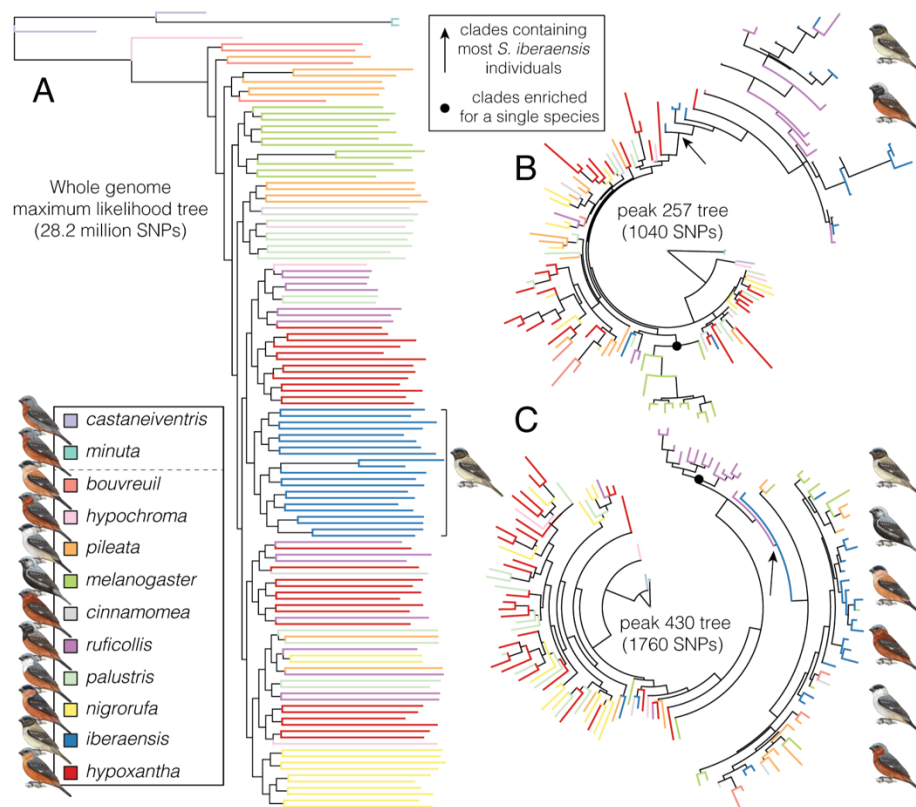 A
Whole genome
maximum likelihood tree
(28.2 million SNPs)
clades containing
most S. iberaensis
individuals
clades enriched
for a single species
B
peak 257 tree
(1040 SNPs)
C
peak 430 tree
(1760 SNPs)
castaneiventris
minuta
bouvreuil
hypochroma
pileata
melanogaster
cinnamomea
ruficollis
palustris
nigrorufa
iberaensis
hypoxantha